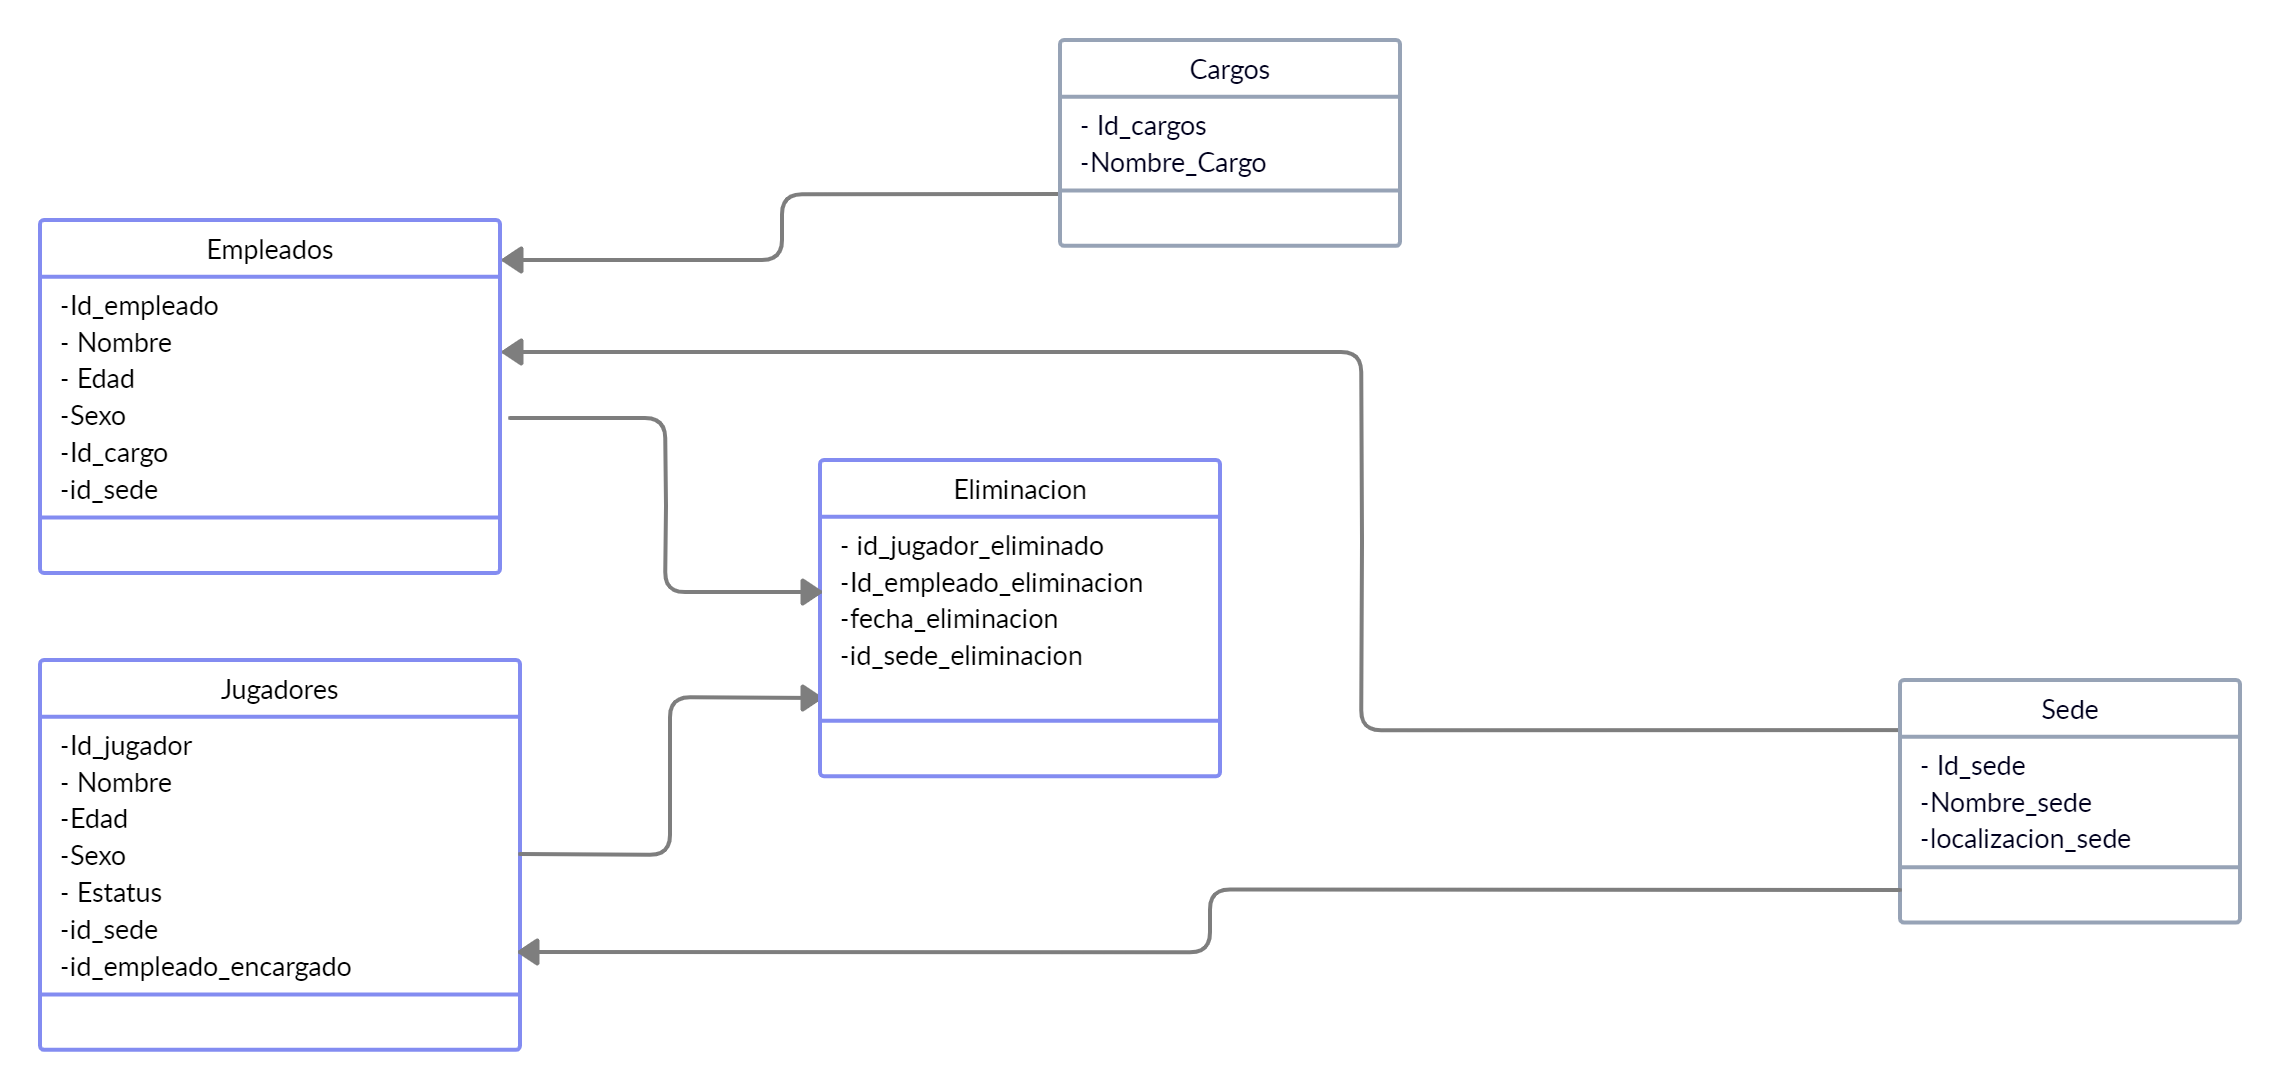 Cargos
- Id_cargos
-Nombre_Cargo
Empleados
-Id_empleado
- Nombre
- Edad
-Sexo
-Id_cargo
-id_sede
Eliminacion
- id_jugador_eliminado
-Id_empleado_eliminacion
-fecha_eliminacion
-id_sede_eliminacion
Jugadores
-Id_jugador
- Nombre
-Edad
-Sexo
- Estatus
-id_sede
-id_empleado_encargado
Sede
- Id_sede
-Nombre_sede
-localizacion_sede